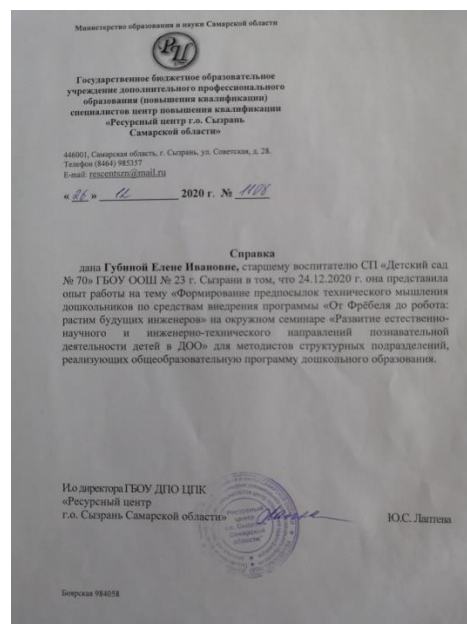 Министерство образования и науки Самарской области
РЦ
Государственное бюджетное образовательное
учреждение дополнительного профессионального
образования (повышения квалификации)
специалистов центр повышения квалификации
«Ресурсный центр г.о. Сызрань
Самарской области»
446001, Самарская область, г. Сызрань, ул. Советская, д. 28.
Телефон (8464) 985357
E-mail: rescentszn@mail.ru
« 26 » 12 2020 г. № 1108
Справка
дана Губиной Елене Ивановне, старшему воспитателю СП «Детский сад
№ 70» ГБОУ ООШ № 23 г. Сызрани в том, что 24.12.2020 г. она представила
опыт работы на тему «Формирование предпосылок технического мышления
дошкольников по средствам внедрения программы «От Фрёбеля до робота:
растим будущих инженеров» на окружном семинаре «Развитие естественно-
научного и инженерно-технического направлений познавательной
деятельности детей в ДОО» для методистов структурных подразделений,
реализующих общеобразовательную программу дошкольного образования.
И.о директора ГБОУ ДПО ЦПК
«Ресурсный центр
г.о. Сызрань Самарской области»
Ю.С. Лаптева
"Ресурсный
центр
г.о. Сызрань
Самарской
области"
Боярская 984058